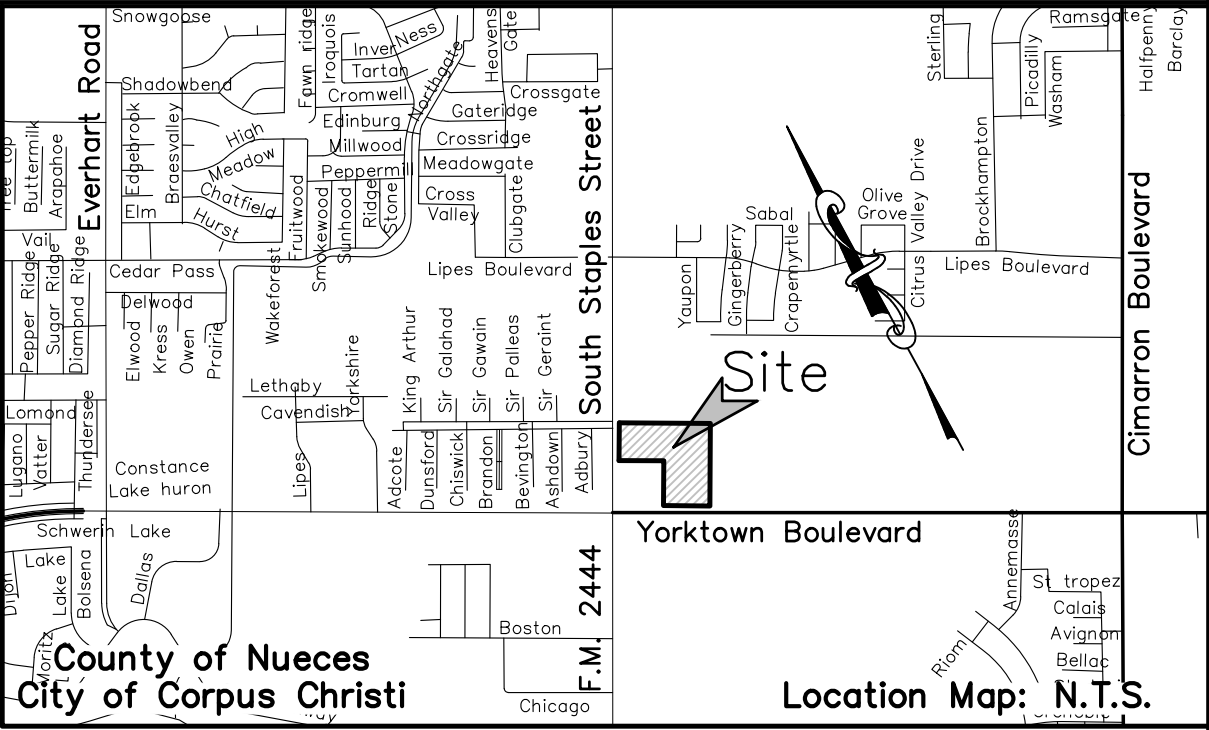 Snowgoose
Everhart Road
Shadowbend
Fawn ridge
Iroquois
Inver Ness
Tartan
Cromwell
Northgate
Heavens
Gate
Crossgate
Gateridge
Edinburg
Millwood
Crossridge
Peppermill
Meadowgate
Cross
Valley
Clubgate
South Staples Street
Buttermilk
Arapahoe
Edgebrook
Braesvalley
High
Meadow
Chatfield
Hurst
Elm
Fruitwood
Smokewood
Sunhood
Ridge
Stone
Vail
Pepper Ridge
Sugar Ridge
Diamond Ridge
Cedar Pass
Delwood
Elwood
Kress
Owen
Prairie
Wakeforest
Lipes Boulevard
Lethaby
Cavendish
Yorkshire
King Arthur
Sir Galahad
Sir Gawain
Sir Palleas
Sir Geraint
Lomond
Lugano
Vatter
Thundersee
Constance
Lake huron
Lipes
Adcote
Dunsford
Chiswick
Brandon
Bevington
Ashdown
Adbury
Schwerin Lake
Lake
Dijon
Lake
Bolsena
Dallas
Moritz
Boston
Chicago
F.M. 2444
Sterling
Ramsgate
Picadilly
Washam
Halfpenny
Barclay
Brockhampton
Citrus Valley Drive
Olive
Grove
Sabal
Yaupon
Gingerberry
Crapemyrtle
Lipes Boulevard
Cimarron Boulevard
Site
Yorktown Boulevard
Annemasse
St tropez
Calais
Avignon
Bellac
Riom
County of Nueces
City of Corpus Christi
Location Map: N.T.S.